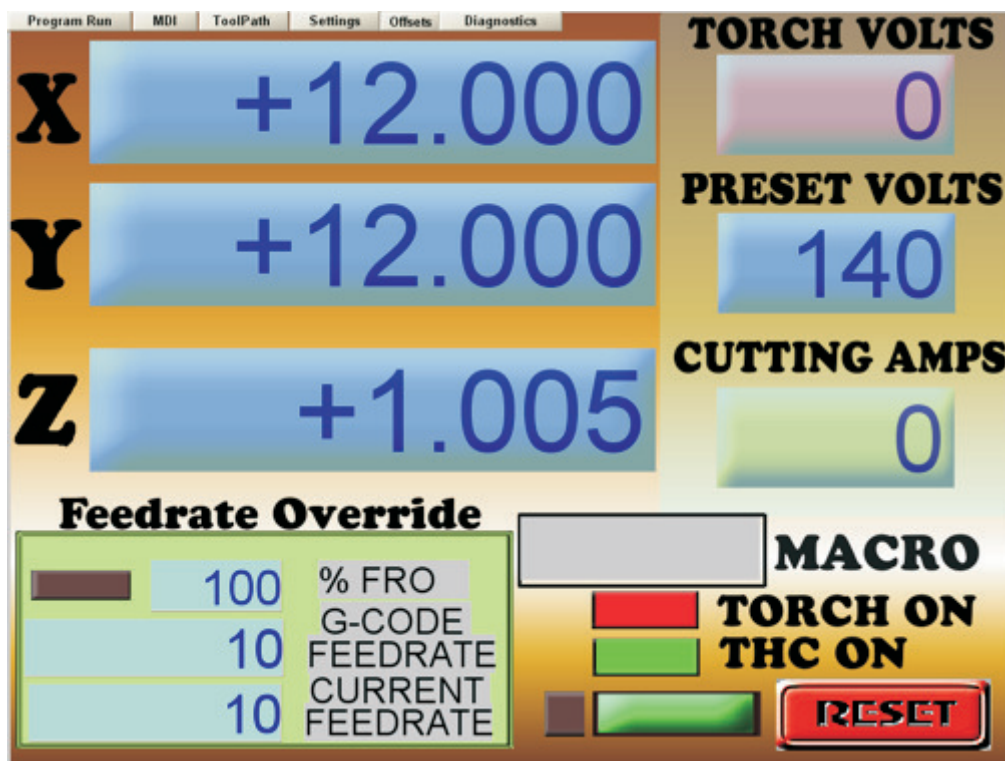 Program Run MDI ToolPath Settings Offsets Diagnostics
X +12.000
TORCH VOLTS
0
Y +12.000
PRESET VOLTS
140
Z +1.005
CUTTING AMPS
0
Feedrate Override
100 % FRO
10 G-CODE
FEEDRATE
10 CURRENT
FEEDRATE
MACRO
TORCH ON
THC ON
RESET